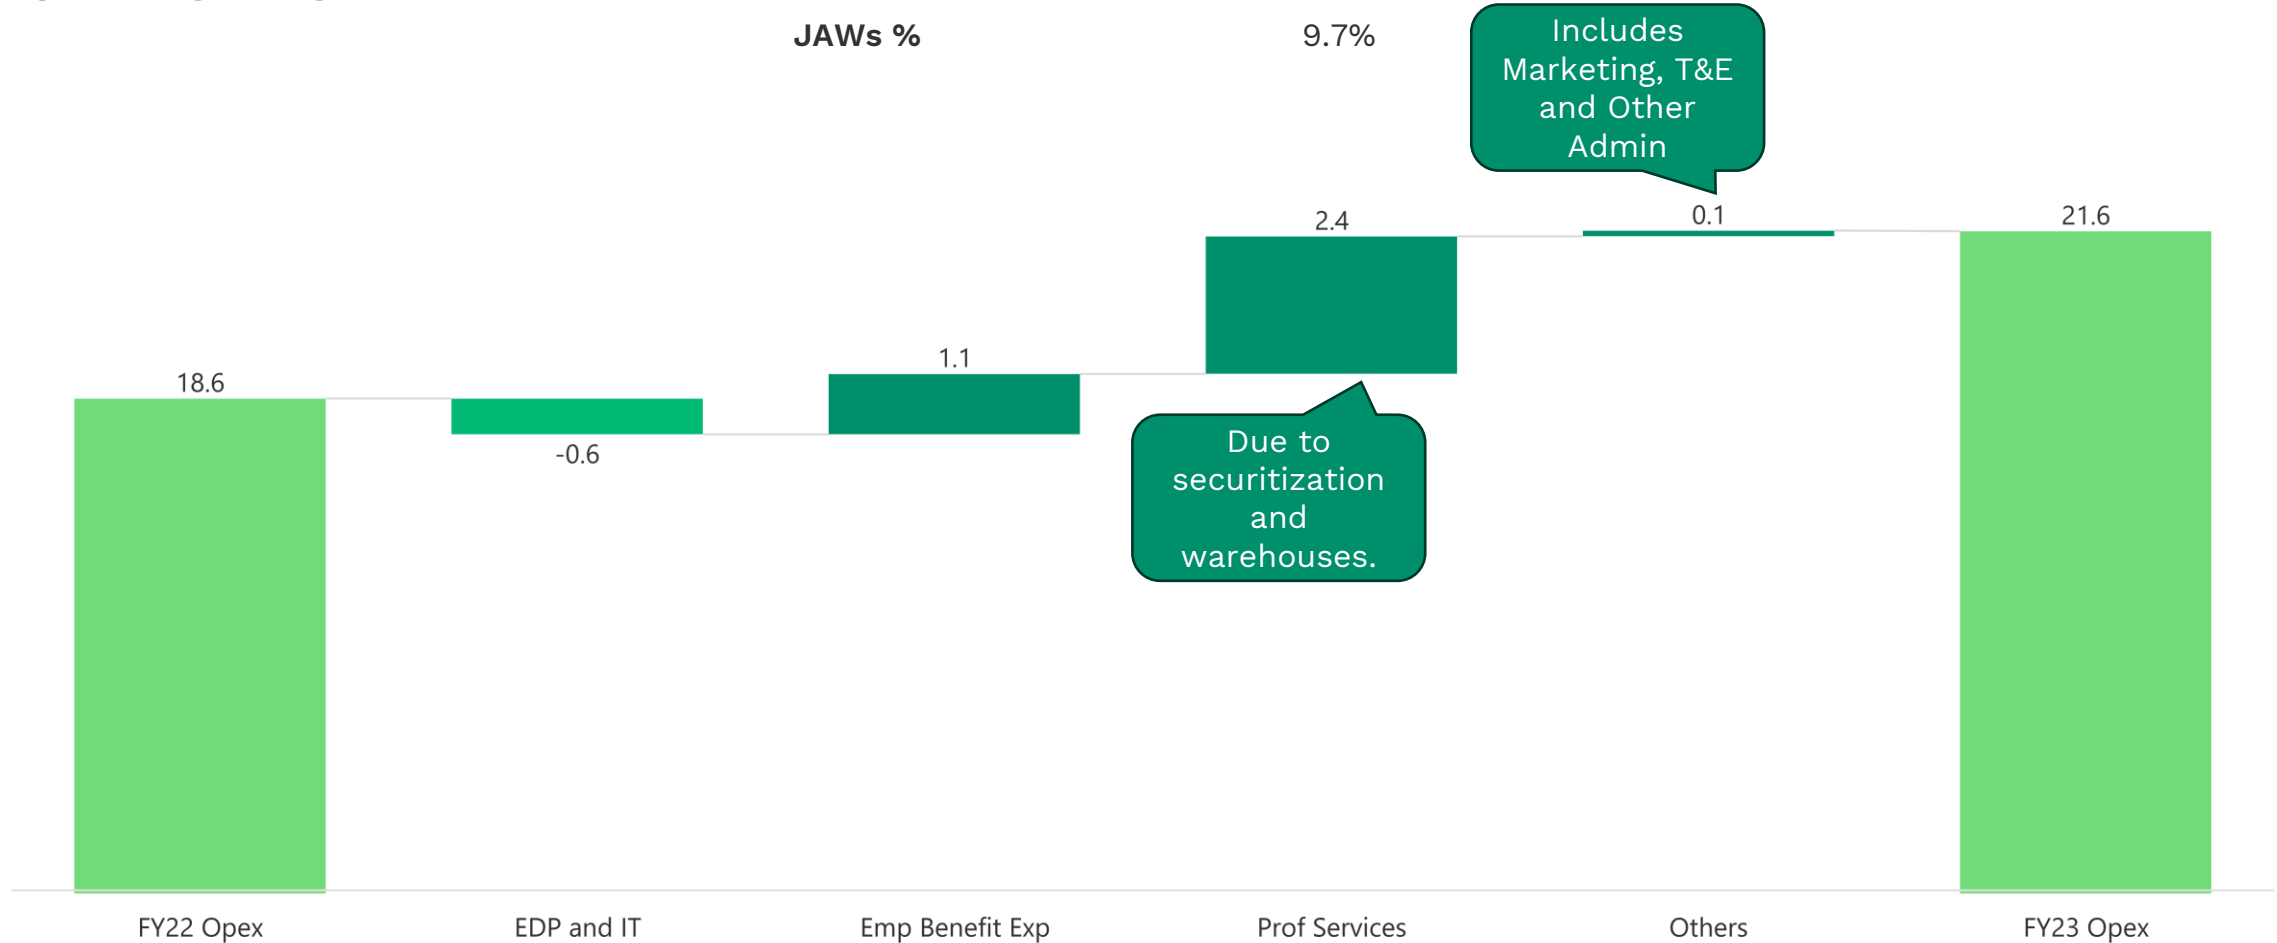 JAWs %
9.7%
Includes
Marketing, T&E
and Other
Admin
18.6
-0.6
1.1
2.4
0.1
21.6
Due to
securitization
and
warehouses.
FY22 Opex
EDP and IT
Emp Benefit Exp
Prof Services
Others
FY23 Opex